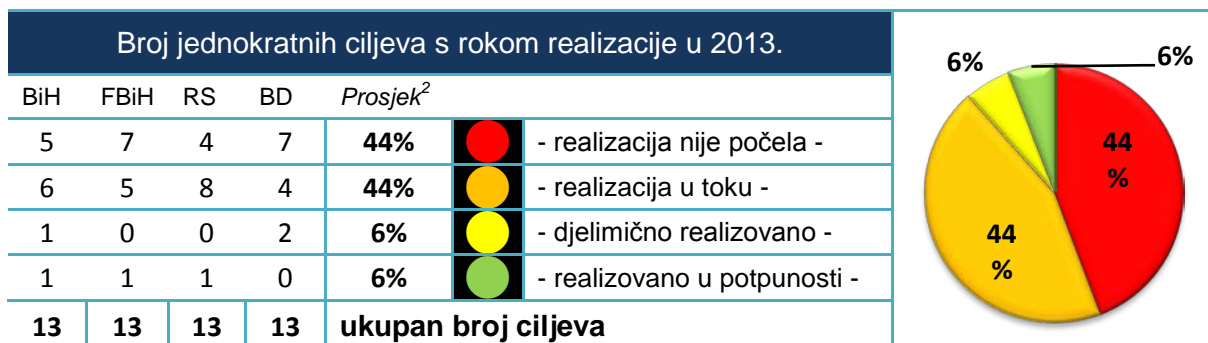 Broj jednokratnih ciljeva s rokom realizacije u 2013.
BiH FBiH RS BD Prosjek2
5 7 4 7 44% - realizacija nije počela -
6 5 8 4 44% - realizacija u toku -
1 0 0 2 6% - djelimično realizovano -
1 1 1 0 6% - realizovano u potpunosti -
13 13 13 13 ukupan broj ciljeva
6% 6%
44
%
44
%